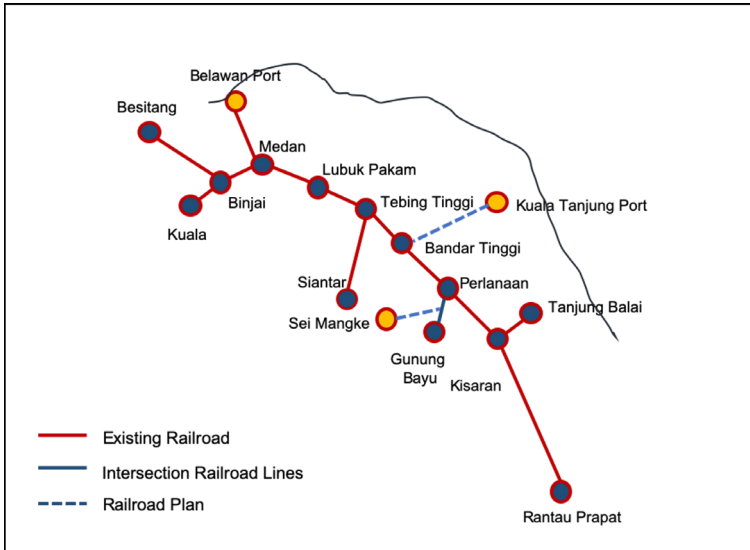 Belawan Port
Besitang
Medan
Lubuk Pakam
Binjai
Tebing Tinggi
Kuala Tanjung Port
Kuala
Bandar Tinggi
Siantar
Perlanaan
Sei Mangke
Tanjung Balai
Gunung
Bayu
Kisaran
Existing Railroad
Intersection Railroad Lines
Railroad Plan
Rantau Prapat